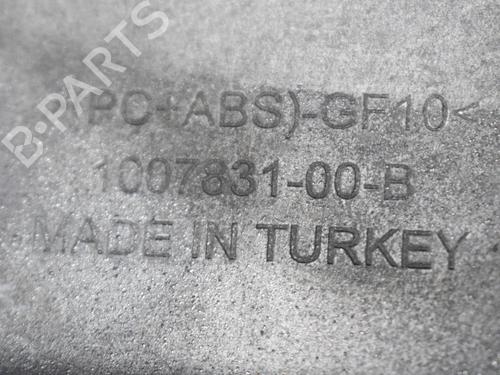 B-PARTS
(PC+ABS)-GF10<
1007831-00-B
MADE IN TURKEY